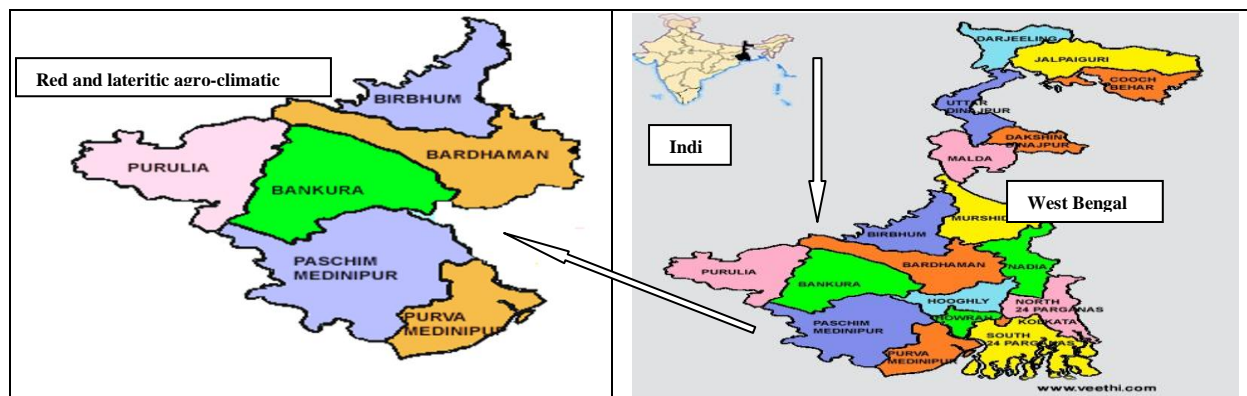 Red and lateritic agro-climatic
BIRBHUM
BARDHAMAN
PURULIA
BANKURA
PASCHIM
MEDINIPUR
PURVA
MEDINIPUR
Indi
West Bengal
DARJEELING
JALPAIGURI
COOCH
BEHAR
UTTAR
DINAJPUR
DAKSHIN
DINAJPUR
MALDA
MURSHID
BIRBHUM
BARDHAMAN
NADIA
PURULIA
BANKURA
HOOGHLY
NORTH
24 PARGANAS
HOWRAH
KOLKATA
PASCHIM
MEDINIPUR
SOUTH
24 PARGANAS
PURVA
MEDINIPUR
www.veethi.com